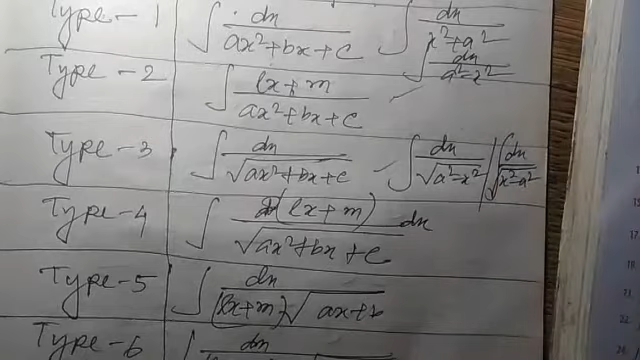 Type-1 ∫ dx/(ax²+bx+c) ∫ dx/(x²+a²)
∫ dx/(a²-x²)
Type-2 ∫ (lx+m)/(ax²+bx+c)
Type-3 ∫ dx/√(ax²+bx+c) - ∫ dx/√(a²-x²) | ∫ dx/√(x²-a²)
Type-4 ∫ (lx+m)/√(ax²+bx+c) dx
Type-5 ∫ dx/((lx+m)√(ax+b))
Type-6 ∫ dx